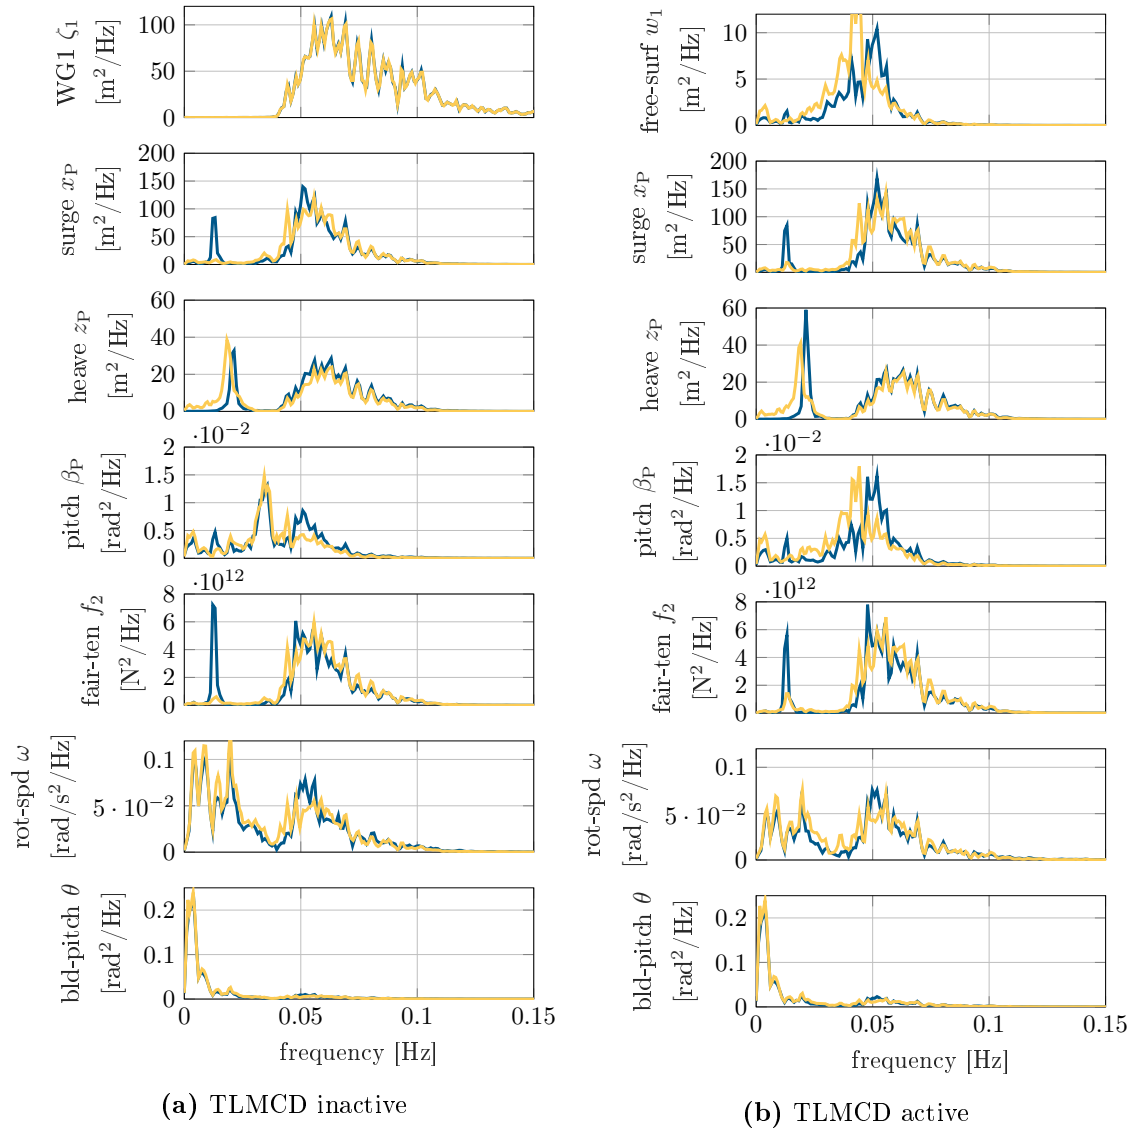 WG1 ζ₁
[m²/Hz]
100
50
0
surge x_P
[m²/Hz]
200
150
100
50
0
heave z_P
[m²/Hz]
60
40
20
0
·10⁻²
pitch β_P
[rad²/Hz]
2
1.5
1
0.5
0
·10¹²
fair-ten f₂
[N²/Hz]
8
6
4
2
0
rot-spd ω
[rad/s²/Hz]
0.1
5 · 10⁻²
0
bld-pitch θ
[rad²/Hz]
0.2
0.1
0
0 0.05 0.1 0.15
frequency [Hz]
(a) TLMCD inactive
free-surf w₁
[m²/Hz]
10
5
0
surge x_P
[m²/Hz]
200
150
100
50
0
heave z_P
[m²/Hz]
60
40
20
0
·10⁻²
pitch β_P
[rad²/Hz]
2
1.5
1
0.5
0
·10¹²
fair-ten f₂
[N²/Hz]
8
6
4
2
0
rot-spd ω
[rad/s²/Hz]
0.1
5 · 10⁻²
0
bld-pitch θ
[rad²/Hz]
0.2
0.1
0
0 0.05 0.1 0.15
frequency [Hz]
(b) TLMCD active